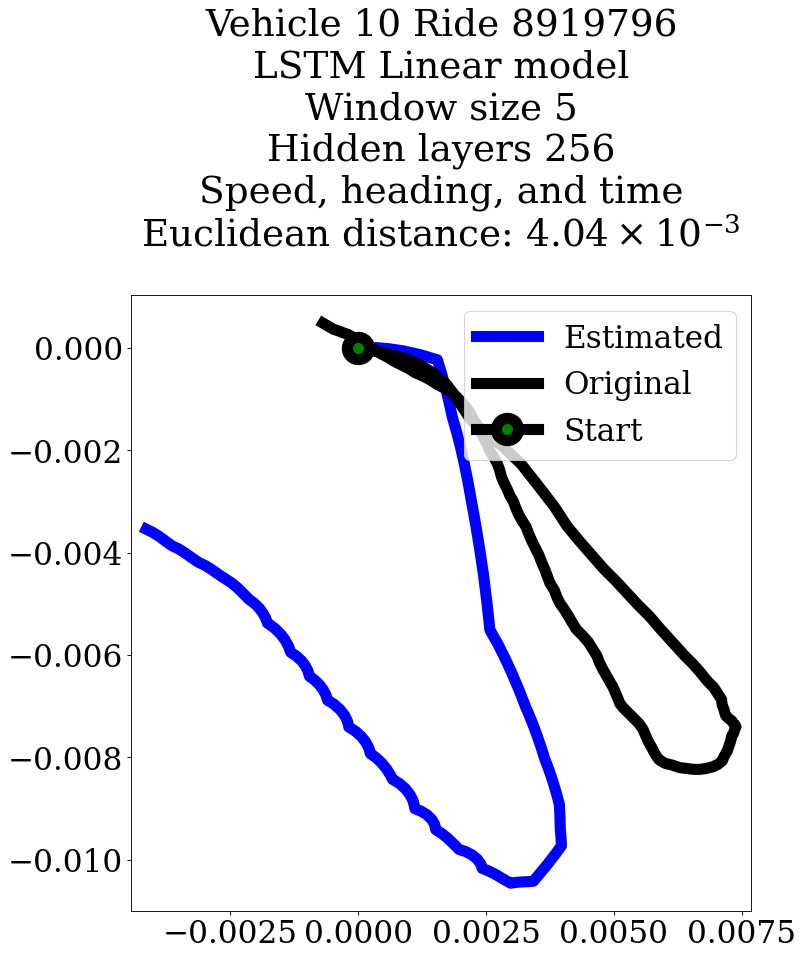 Vehicle 10 Ride 8919796
LSTM Linear model
Window size 5
Hidden layers 256
Speed, heading, and time
Euclidean distance: 4.04 × 10⁻³
Estimated
Original
Start
0.000
−0.002
−0.004
−0.006
−0.008
−0.010
−0.0025 0.0000 0.0025 0.0050 0.0075